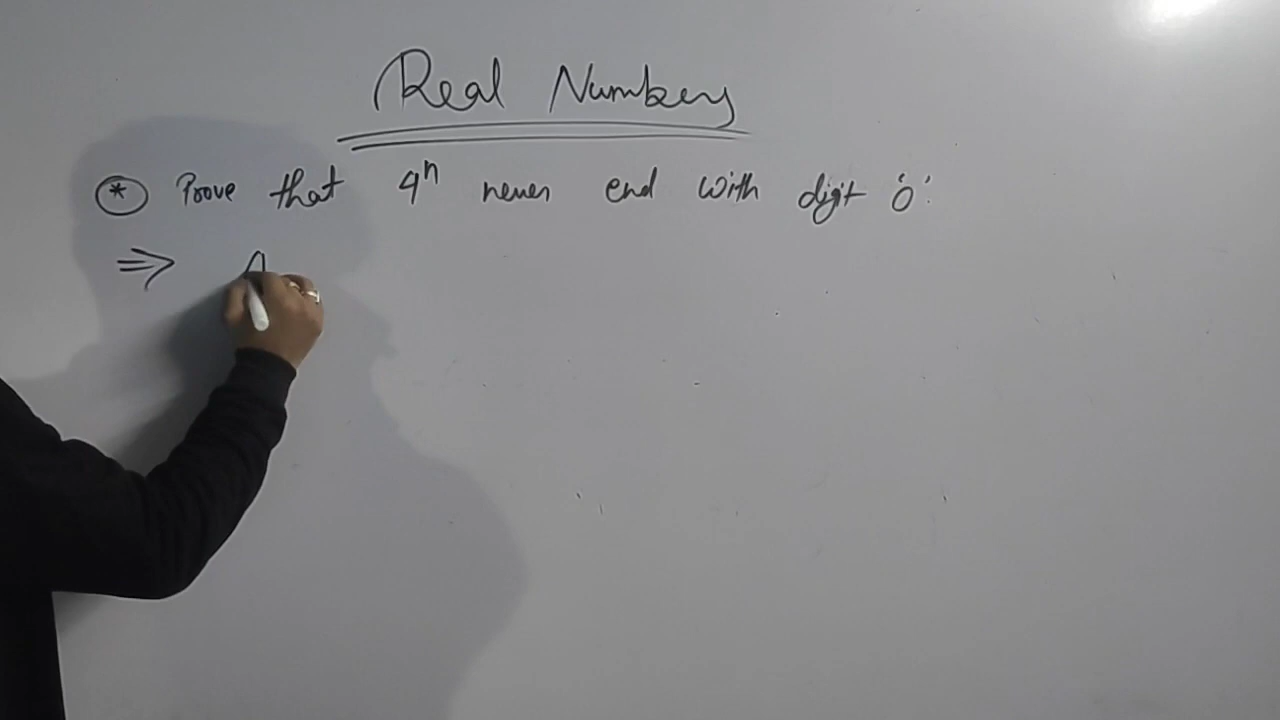 Real Numbers
* Prove that 4ⁿ never end with digit '0'.
⇒ A